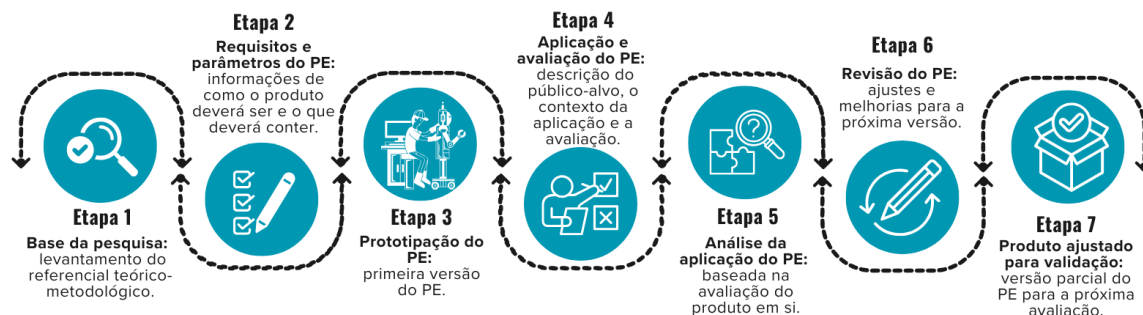 Etapa 1
Base da pesquisa:
levantamento do
referencial teórico-
metodológico.
Etapa 2
Requisitos e
parâmetros do PE:
informações de
como o produto
deverá ser e o que
deverá conter.
Etapa 3
Prototipação do
PE:
primeira versão
do PE.
Etapa 4
Aplicação e
avaliação do PE:
descrição do
público-alvo, o
contexto da
aplicação e a
avaliação.
Etapa 5
Análise da
aplicação do PE:
baseada na
avaliação do
produto em si.
Etapa 6
Revisão do PE:
ajustes e
melhorias para a
próxima versão.
Etapa 7
Produto ajustado
para validação:
versão parcial do
PE para a próxima
avaliação.